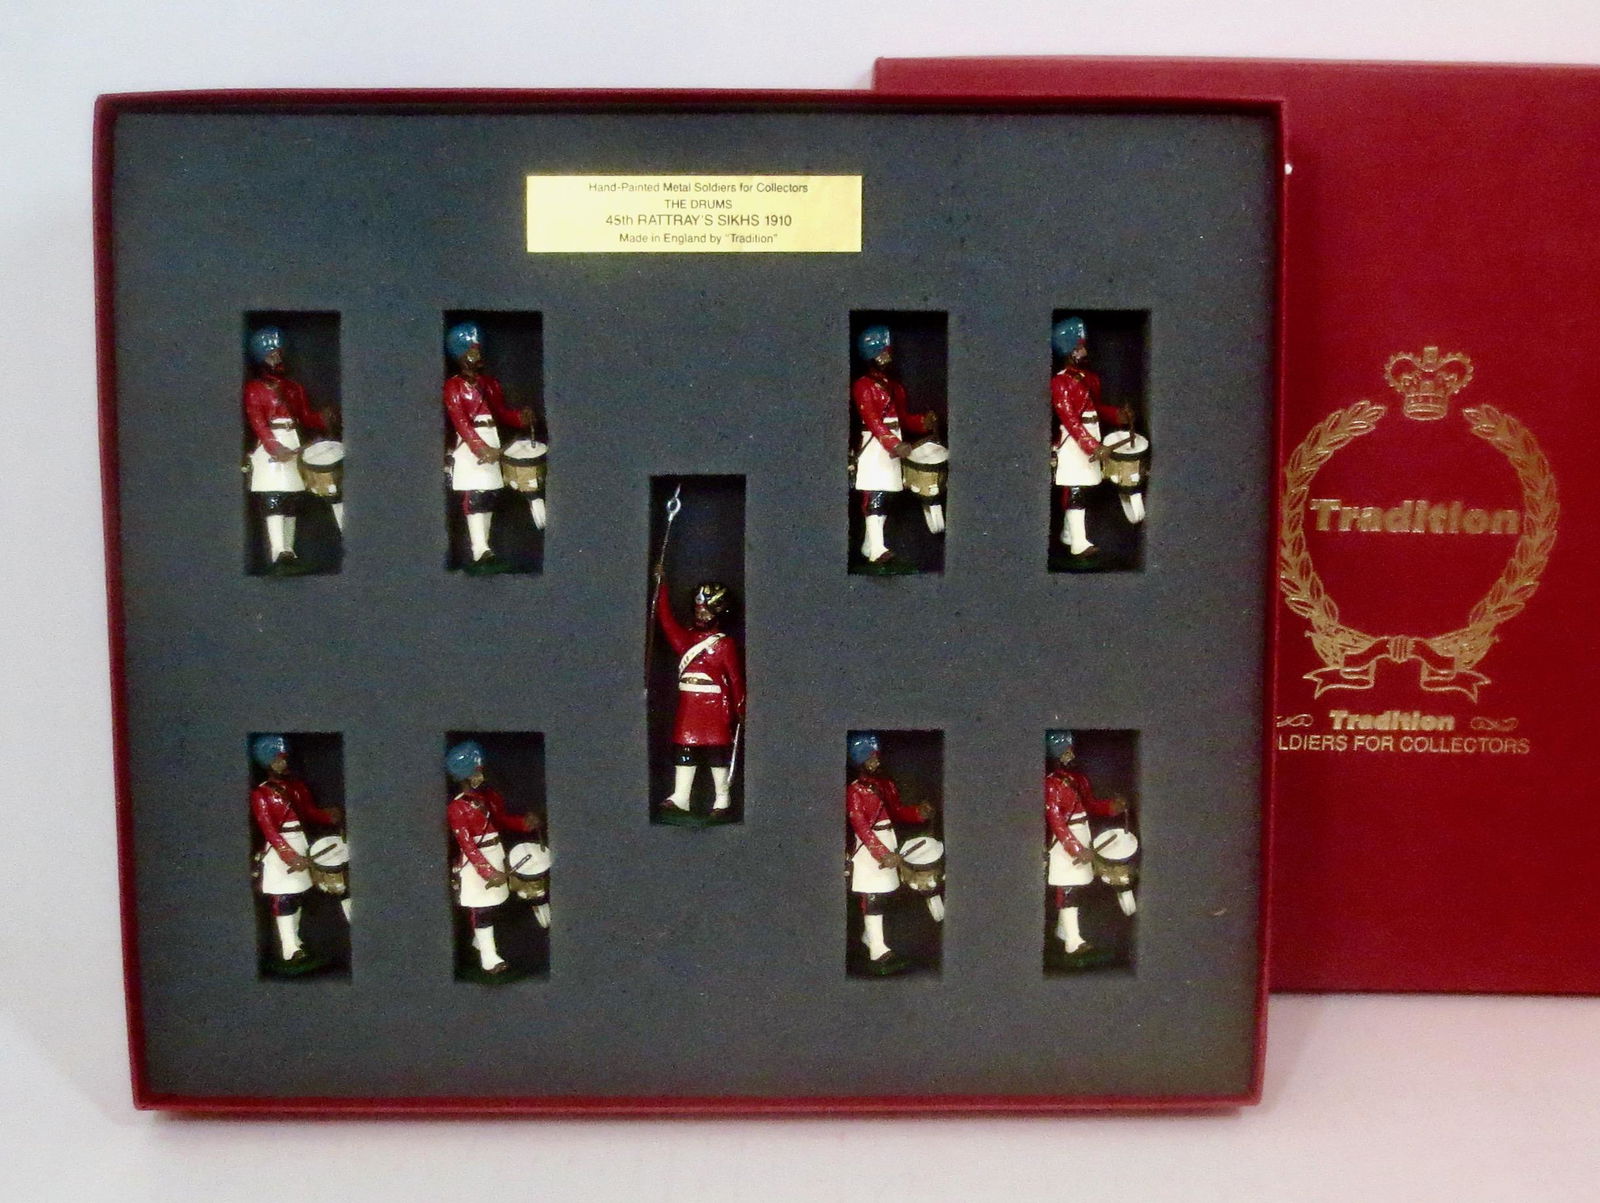 Hand-Painted Metal Soldiers for Collectors
THE DRUMS
45th RATTRAY'S SIKHS 1910
Made in England by "Tradition"
Tradition
Tradition
LDIERS FOR COLLECTORS